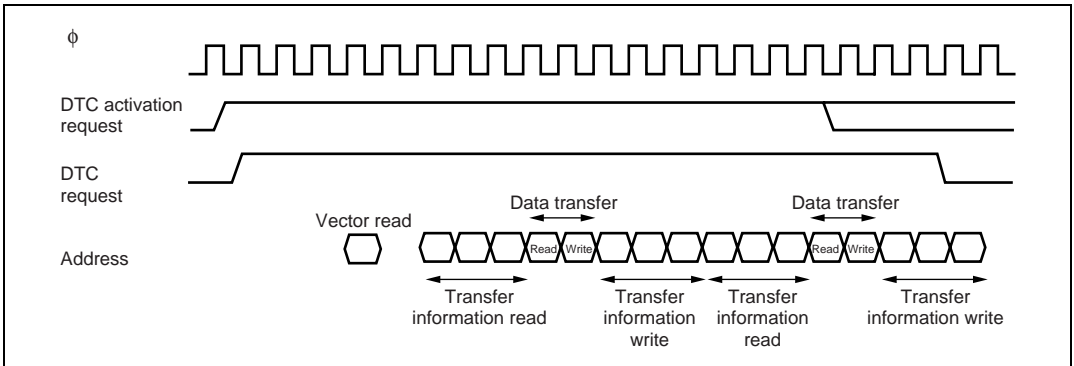 ϕ
DTC activation
request
DTC
request
Data transfer
Data transfer
Vector read
Address
Read
Write
Read
Write
Transfer
information read
Transfer
information
write
Transfer
information
read
Transfer
information write